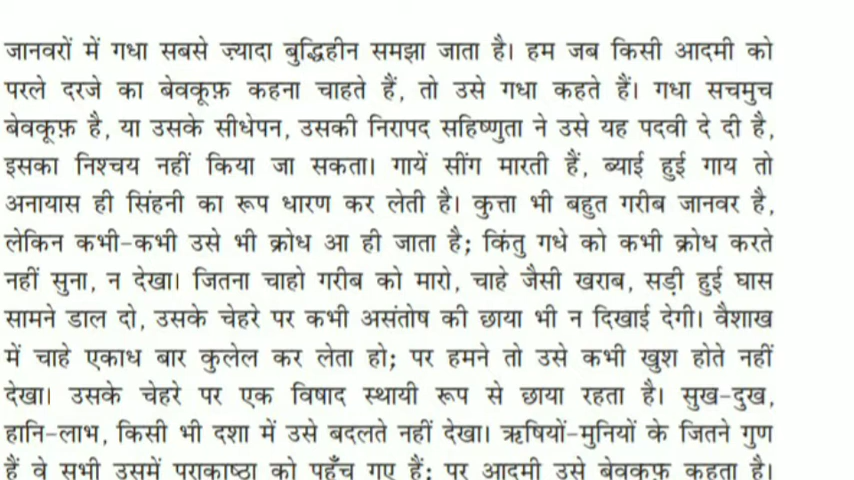 जानवरों में गधा सबसे ज़्यादा बुद्धिहीन समझा जाता है। हम जब किसी आदमी को
परले दरजे का बेवकूफ़ कहना चाहते हैं, तो उसे गधा कहते हैं। गधा सचमुच
बेवकूफ़ है, या उसके सीधेपन, उसकी निरापद सहिष्णुता ने उसे यह पदवी दे दी है,
इसका निश्चय नहीं किया जा सकता। गायें सींग मारती हैं, ब्याई हुई गाय तो
अनायास ही सिंहनी का रूप धारण कर लेती है। कुत्ता भी बहुत गरीब जानवर है,
लेकिन कभी-कभी उसे भी क्रोध आ ही जाता है; किंतु गधे को कभी क्रोध करते
नहीं सुना, न देखा। जितना चाहो गरीब को मारो, चाहे जैसी खराब, सड़ी हुई घास
सामने डाल दो, उसके चेहरे पर कभी असंतोष की छाया भी न दिखाई देगी। वैशाख
में चाहे एकाध बार कुलेल कर लेता हो; पर हमने तो उसे कभी खुश होते नहीं
देखा। उसके चेहरे पर एक विषाद स्थायी रूप से छाया रहता है। सुख-दुख,
हानि-लाभ, किसी भी दशा में उसे बदलते नहीं देखा। ऋषियों-मुनियों के जितने गुण
हैं वे सभी उसमें पराकाष्ठा को पहुँच गए हैं; पर आदमी उसे बेवकूफ़ कहता है।